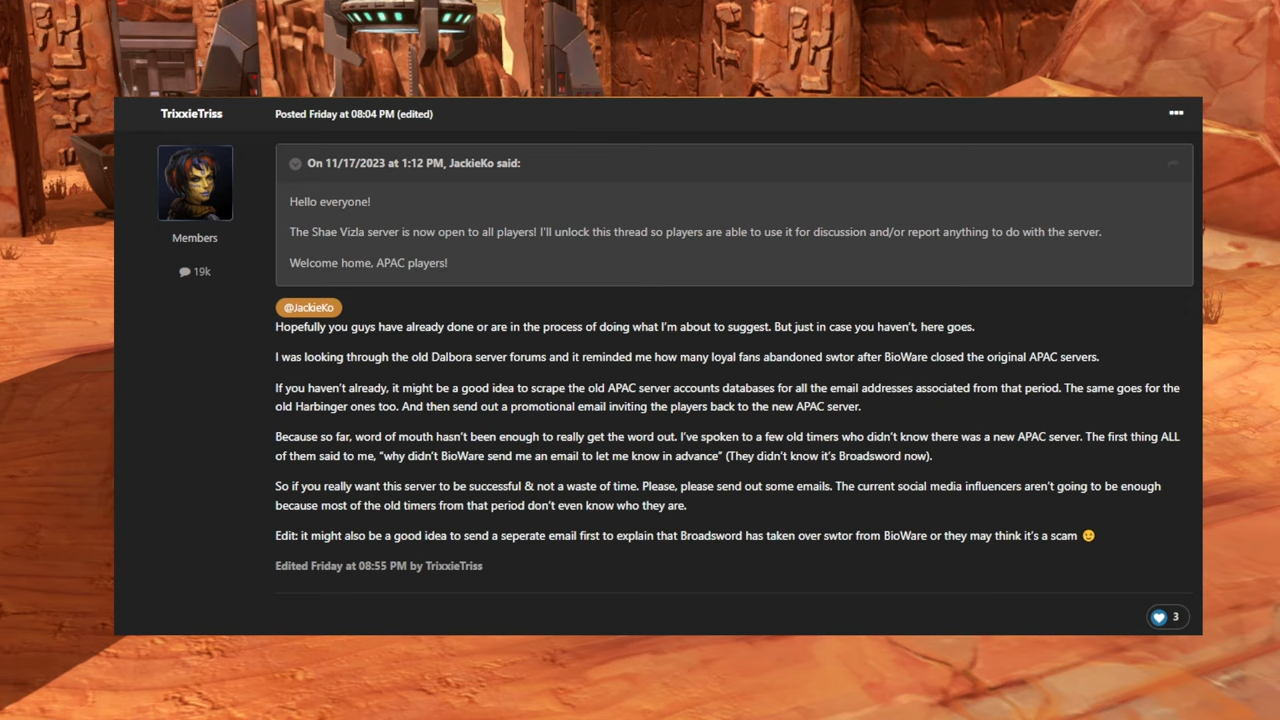 TrixxieTriss
Posted Friday at 08:04 PM (edited)
On 11/17/2023 at 1:12 PM, JackieKo said:
Members
19k
Hello everyone!
The Shae Vizla server is now open to all players! I'll unlock this thread so players are able to use it for discussion and/or report anything to do with the server.
Welcome home, APAC players!
@JackieKo
Hopefully you guys have already done or are in the process of doing what I'm about to suggest. But just in case you haven't, here goes.
I was looking through the old Dalbora server forums and it reminded me how many loyal fans abandoned swtor after BioWare closed the original APAC servers.
If you haven't already, it might be a good idea to scrape the old APAC server accounts databases for all the email addresses associated from that period. The same goes for the
old Harbinger ones too. And then send out a promotional email inviting the players back to the new APAC server.
Because so far, word of mouth hasn't been enough to really get the word out. I've spoken to a few old timers who didn't know there was a new APAC server. The first thing ALL
of them said to me, "why didn't BioWare send me an email to let me know in advance" (They didn't know it's Broadsword now).
So if you really want this server to be successful & not a waste of time. Please, please send out some emails. The current social media influencers aren't going to be enough
because most of the old timers from that period don't even know who they are.
Edit: it might also be a good idea to send a seperate email first to explain that Broadsword has taken over swtor from BioWare or they may think it's a scam 😉
Edited Friday at 08:55 PM by TrixxieTriss
3